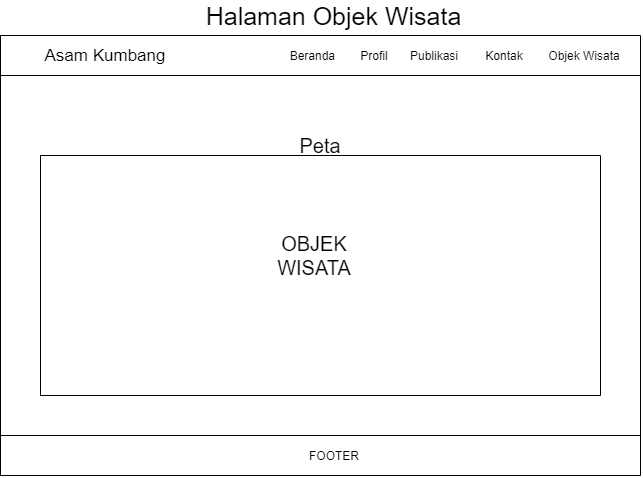 Halaman Objek Wisata
Asam Kumbang Beranda Profil Publikasi Kontak Objek Wisata
Peta
OBJEK
WISATA
FOOTER